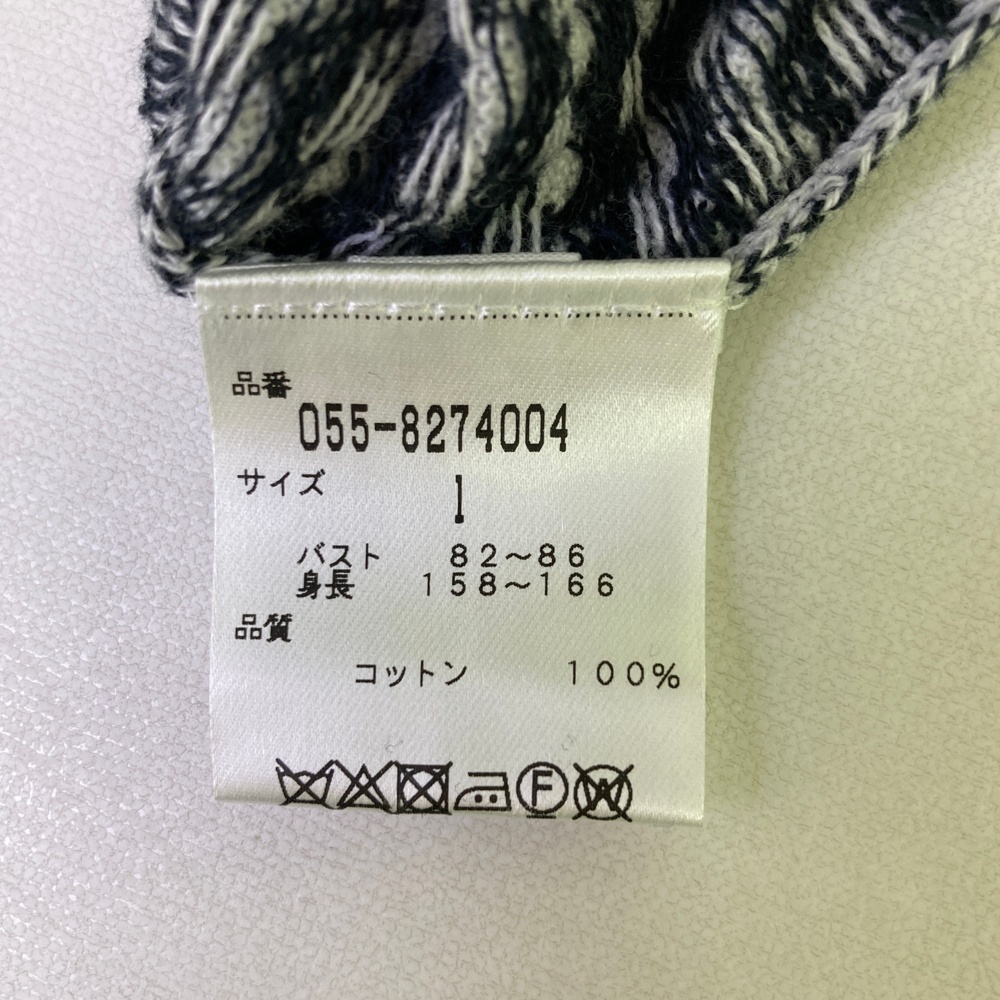 品番
055-8274004
サイズ
1
バスト 82～86
身長 158～166
品質
コットン 100%
F W